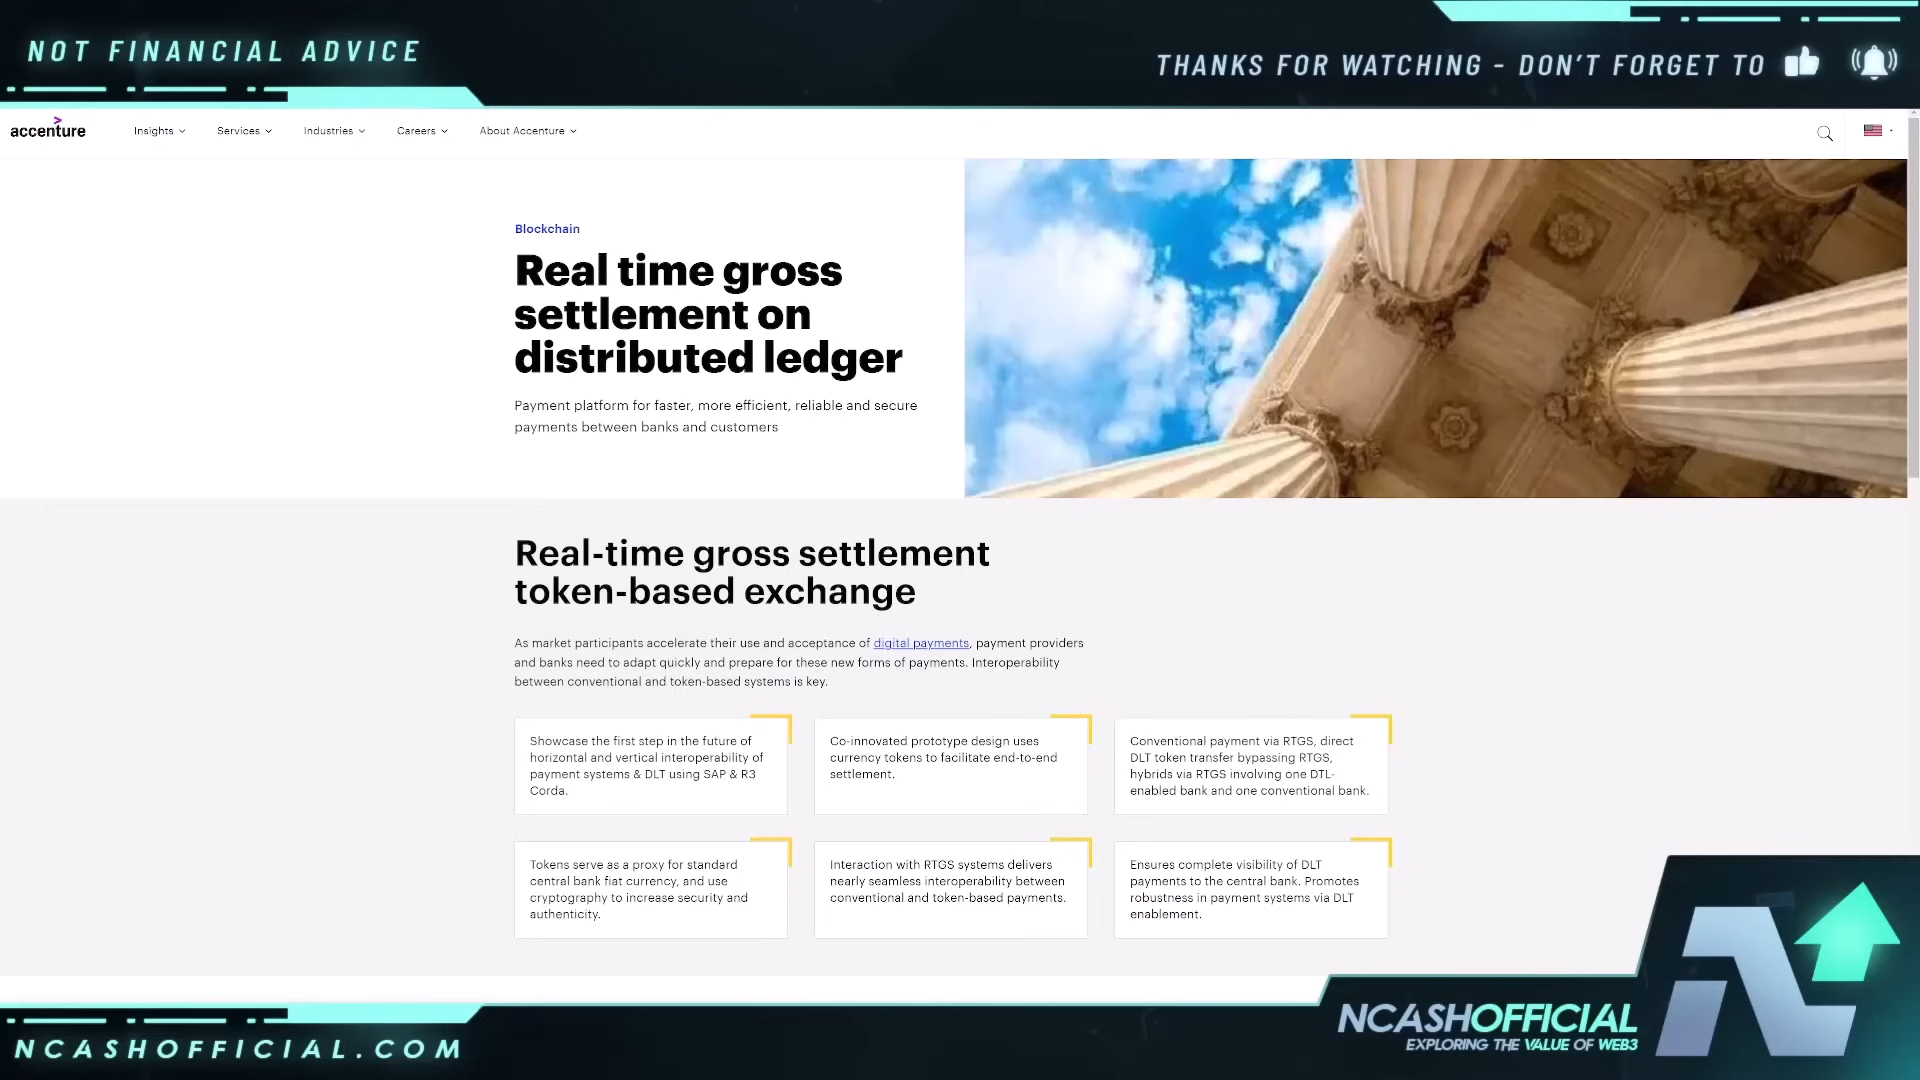 NOT FINANCIAL ADVICE
THANKS FOR WATCHING - DON'T FORGET TO
accenture
Insights
Services
Industries
Careers
About Accenture
Blockchain
Real time gross
settlement on
distributed ledger
Payment platform for faster, more efficient, reliable and secure
payments between banks and customers
Real-time gross settlement
token-based exchange
As market participants accelerate their use and acceptance of digital payments, payment providers
and banks need to adapt quickly and prepare for these new forms of payments. Interoperability
between conventional and token-based systems is key.
Showcase the first step in the future of
horizontal and vertical interoperability of
payment systems & DLT using SAP & R3
Corda.
Co-innovated prototype design uses
currency tokens to facilitate end-to-end
settlement.
Conventional payment via RTGS, direct
DLT token transfer bypassing RTGS,
hybrids via RTGS involving one DTL-
enabled bank and one conventional bank.
Tokens serve as a proxy for standard
central bank fiat currency, and use
cryptography to increase security and
authenticity.
Interaction with RTGS systems delivers
nearly seamless interoperability between
conventional and token-based payments.
Ensures complete visibility of DLT
payments to the central bank. Promotes
robustness in payment systems via DLT
enablement.
NCASHOFFICIAL.COM
NCASHOFFICIAL
EXPLORING THE VALUE OF WEB3